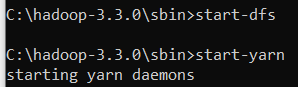 C:\hadoop-3.3.0\sbin>start-dfs
C:\hadoop-3.3.0\sbin>start-yarn
starting yarn daemons